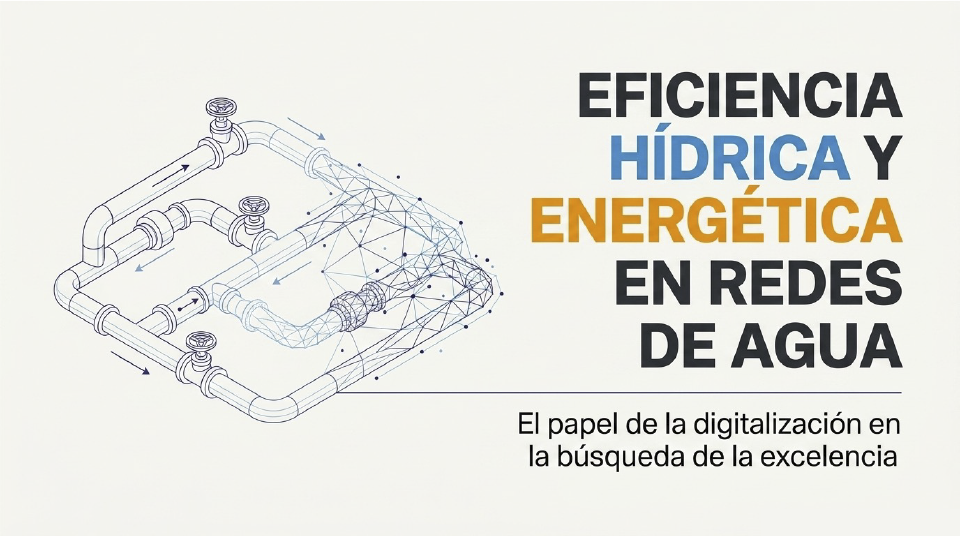 EFICIENCIA
HÍDRICA Y
ENERGÉTICA
EN REDES
DE AGUA
El papel de la digitalización en
la búsqueda de la excelencia